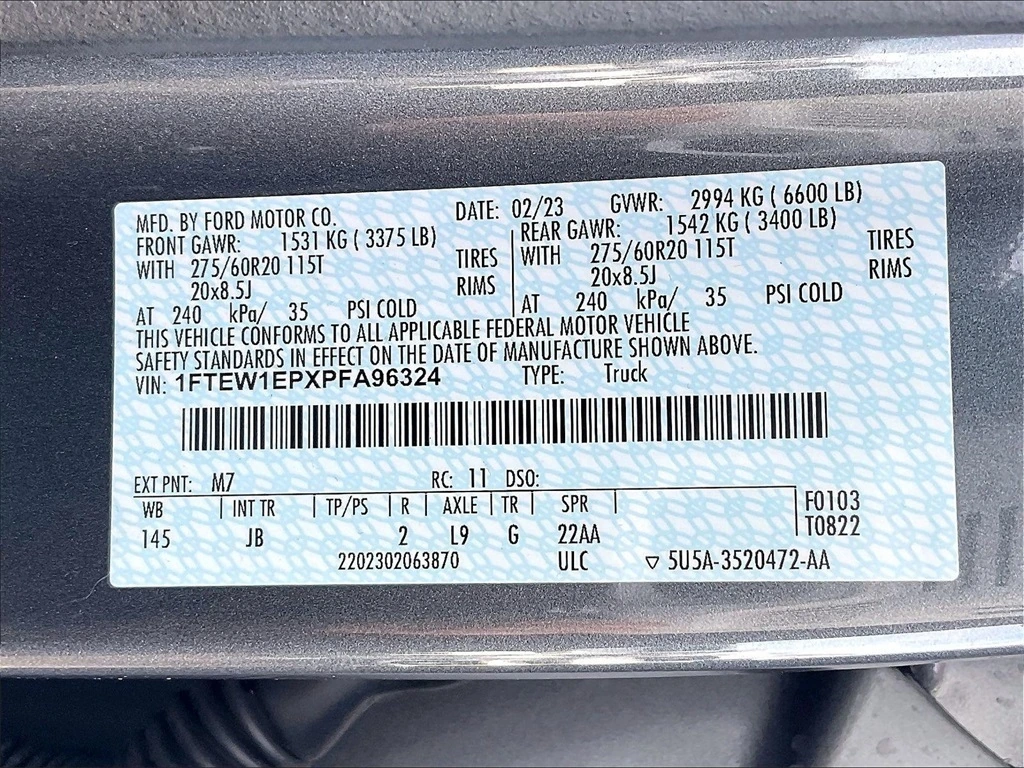 MFD. BY FORD MOTOR CO. DATE: 02/23 GVWR: 2994 KG ( 6600 LB)
FRONT GAWR: 1531 KG ( 3375 LB) REAR GAWR: 1542 KG ( 3400 LB)
WITH 275/60R20 115T TIRES WITH 275/60R20 115T TIRES
20x8.5J RIMS 20x8.5J RIMS
AT 240 kPa/ 35 PSI COLD AT 240 kPa/ 35 PSI COLD
THIS VEHICLE CONFORMS TO ALL APPLICABLE FEDERAL MOTOR VEHICLE
SAFETY STANDARDS IN EFFECT ON THE DATE OF MANUFACTURE SHOWN ABOVE.
VIN: 1FTEW1EPXPFA96324 TYPE: Truck
EXT PNT: M7 RC: 11 DSO:
WB INT TR TP/PS R AXLE TR SPR F0103
145 JB 2 L9 G 22AA T0822
2202302063870 ULC ▽ 5U5A-3520472-AA